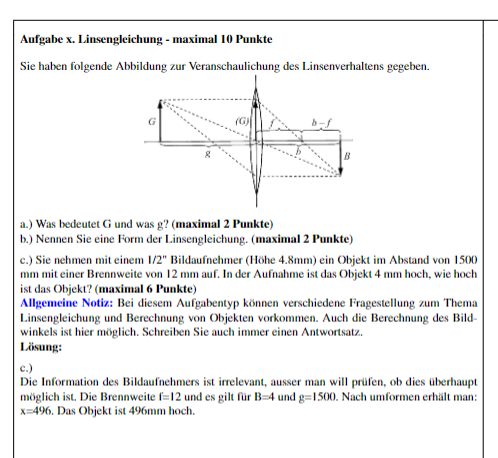 Aufgabe x. Linsengleichung - maximal 10 Punkte
Sie haben folgende Abbildung zur Veranschaulichung des Linsenverhaltens gegeben.
G
(G)
f
b-f
g
b
B
a.) Was bedeutet G und was g? (maximal 2 Punkte)
b.) Nennen Sie eine Form der Linsengleichung. (maximal 2 Punkte)
c.) Sie nehmen mit einem 1/2" Bildaufnehmer (Höhe 4.8mm) ein Objekt im Abstand von 1500
mm mit einer Brennweite von 12 mm auf. In der Aufnahme ist das Objekt 4 mm hoch, wie hoch
ist das Objekt? (maximal 6 Punkte)
Allgemeine Notiz: Bei diesem Aufgabentyp können verschiedene Fragestellung zum Thema
Linsengleichung und Berechnung von Objekten vorkommen. Auch die Berechnung des Bild-
winkels ist hier möglich. Schreiben Sie auch immer einen Antwortsatz.
Lösung:
c.)
Die Information des Bildaufnehmers ist irrelevant, ausser man will prüfen, ob dies überhaupt
möglich ist. Die Brennweite f=12 und es gilt für B=4 und g=1500. Nach umformen erhält man:
x=496. Das Objekt ist 496mm hoch.